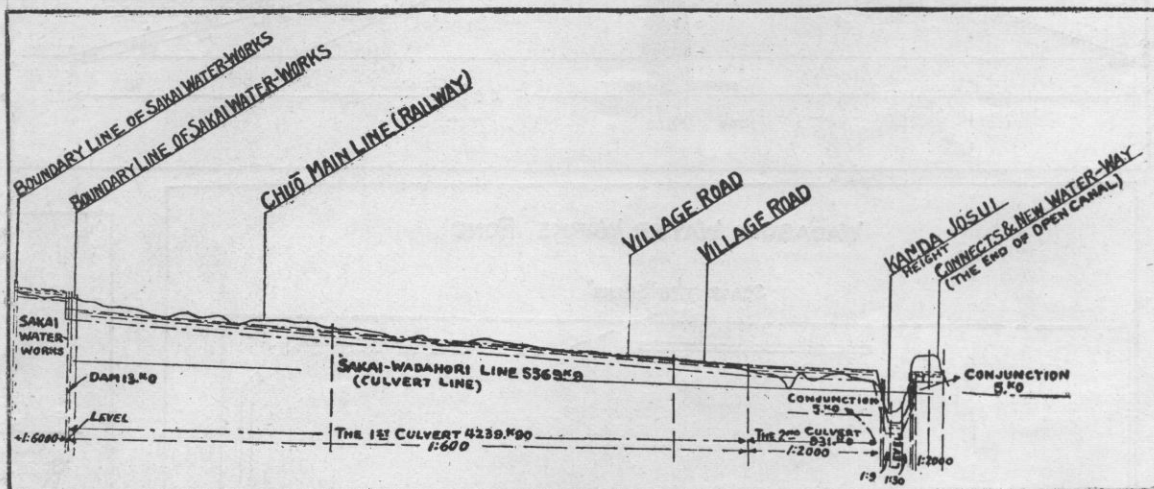 BOUNDARY LINE OF SAKAI WATER-WORKS
BOUNDARY LINE OF SAKAI WATER-WORKS
CHUŌ MAIN LINE (RAILWAY)
VILLAGE ROAD
VILLAGE ROAD
KANDA JOSUI
HEIGHT
CONNECTS & NEW WATER-WAY
(THE END OF OPEN CANAL)
SAKAI
WATER-
WORKS
DAM 13.K0
LEVEL
1:6000
SAKAI-WADAHORI LINE 5369.K9
(CULVERT LINE)
THE 1ST CULVERT 4239.K90
1:600
CONJUNCTION
5.K0
THE 2ND CULVERT
1:2000
1:9
1:30
LEVEL
1:2000
CONJUNCTION
5.K0